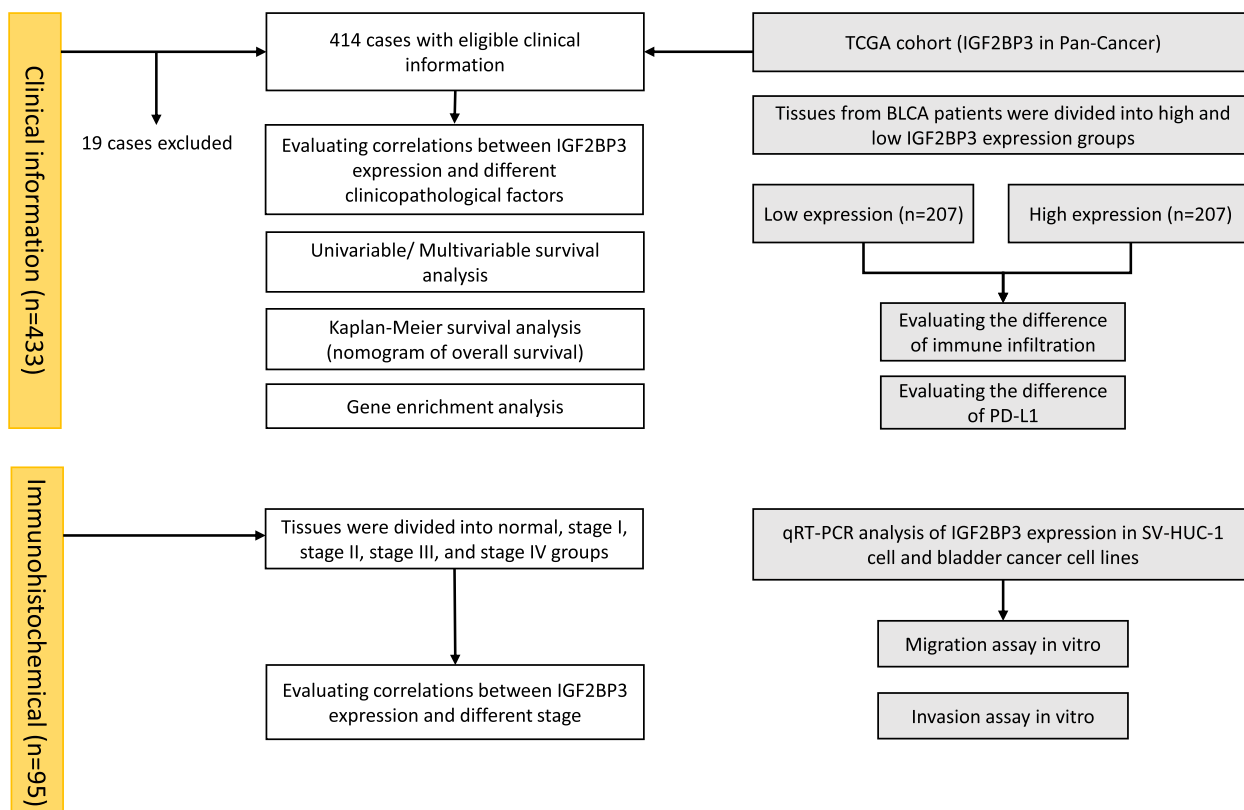 Clinical information (n=433)
19 cases excluded
414 cases with eligible clinical
information
Evaluating correlations between IGF2BP3
expression and different
clinicopathological factors
Univariable/ Multivariable survival
analysis
Kaplan-Meier survival analysis
(nomogram of overall survival)
Gene enrichment analysis
TCGA cohort (IGF2BP3 in Pan-Cancer)
Tissues from BLCA patients were divided into high and
low IGF2BP3 expression groups
Low expression (n=207)
High expression (n=207)
Evaluating the difference
of immune infiltration
Evaluating the difference
of PD-L1
Immunohistochemical (n=95)
Tissues were divided into normal, stage I,
stage II, stage III, and stage IV groups
Evaluating correlations between IGF2BP3
expression and different stage
qRT-PCR analysis of IGF2BP3 expression in SV-HUC-1
cell and bladder cancer cell lines
Migration assay in vitro
Invasion assay in vitro